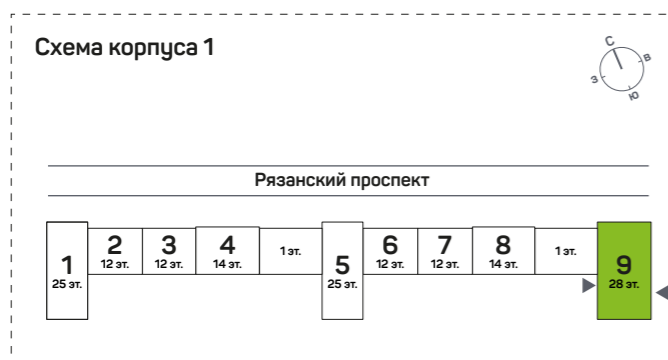 Схема корпуса 1
С
В
З
Ю
Рязанский проспект
1
25 эт.
2
12 эт.
3
12 эт.
4
14 эт.
1 эт.
5
25 эт.
6
12 эт.
7
12 эт.
8
14 эт.
1 эт.
9
28 эт.